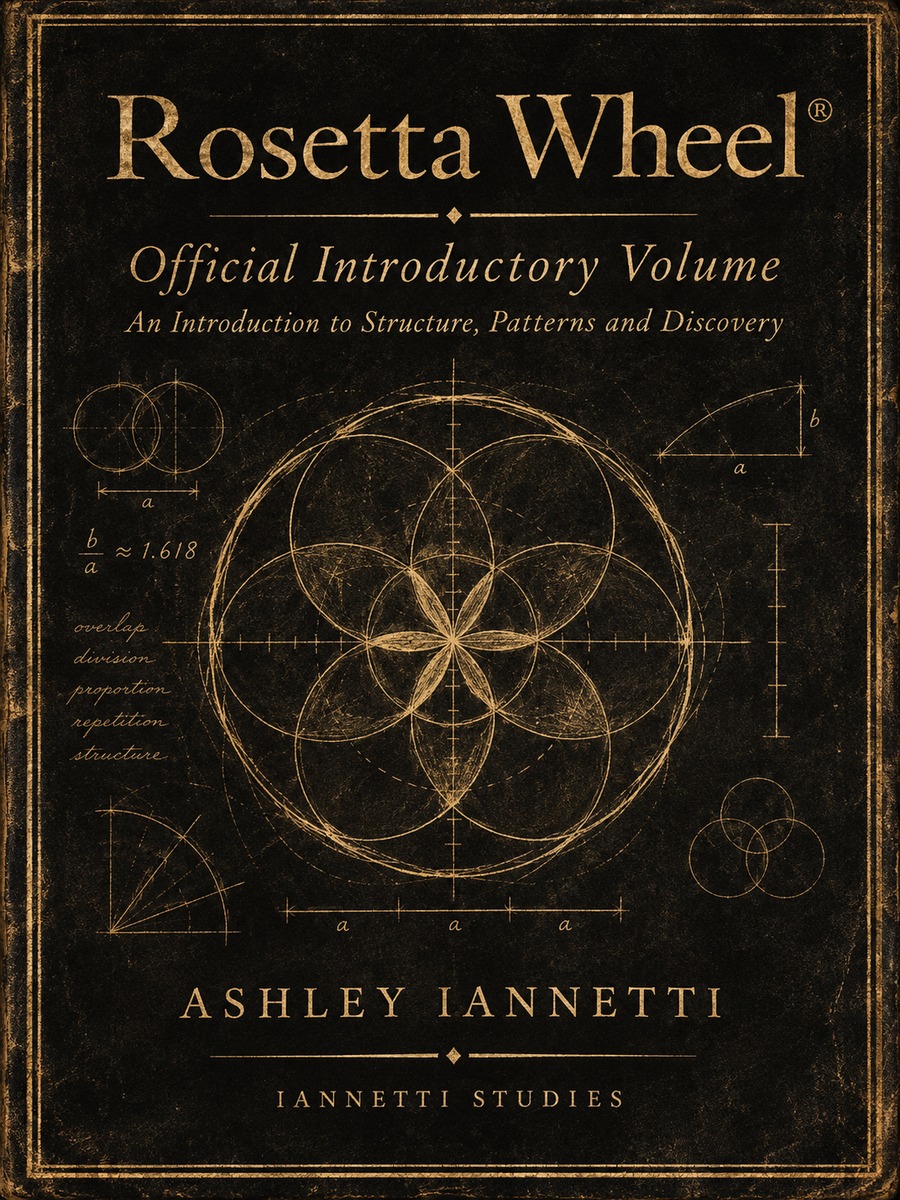 Rosetta Wheel®
Official Introductory Volume
An Introduction to Structure, Patterns and Discovery
a
b
a
b/a ≈ 1.618
overlap
division
proportion
repetition
structure
a a a
ASHLEY IANNETTI
IANNETTI STUDIES